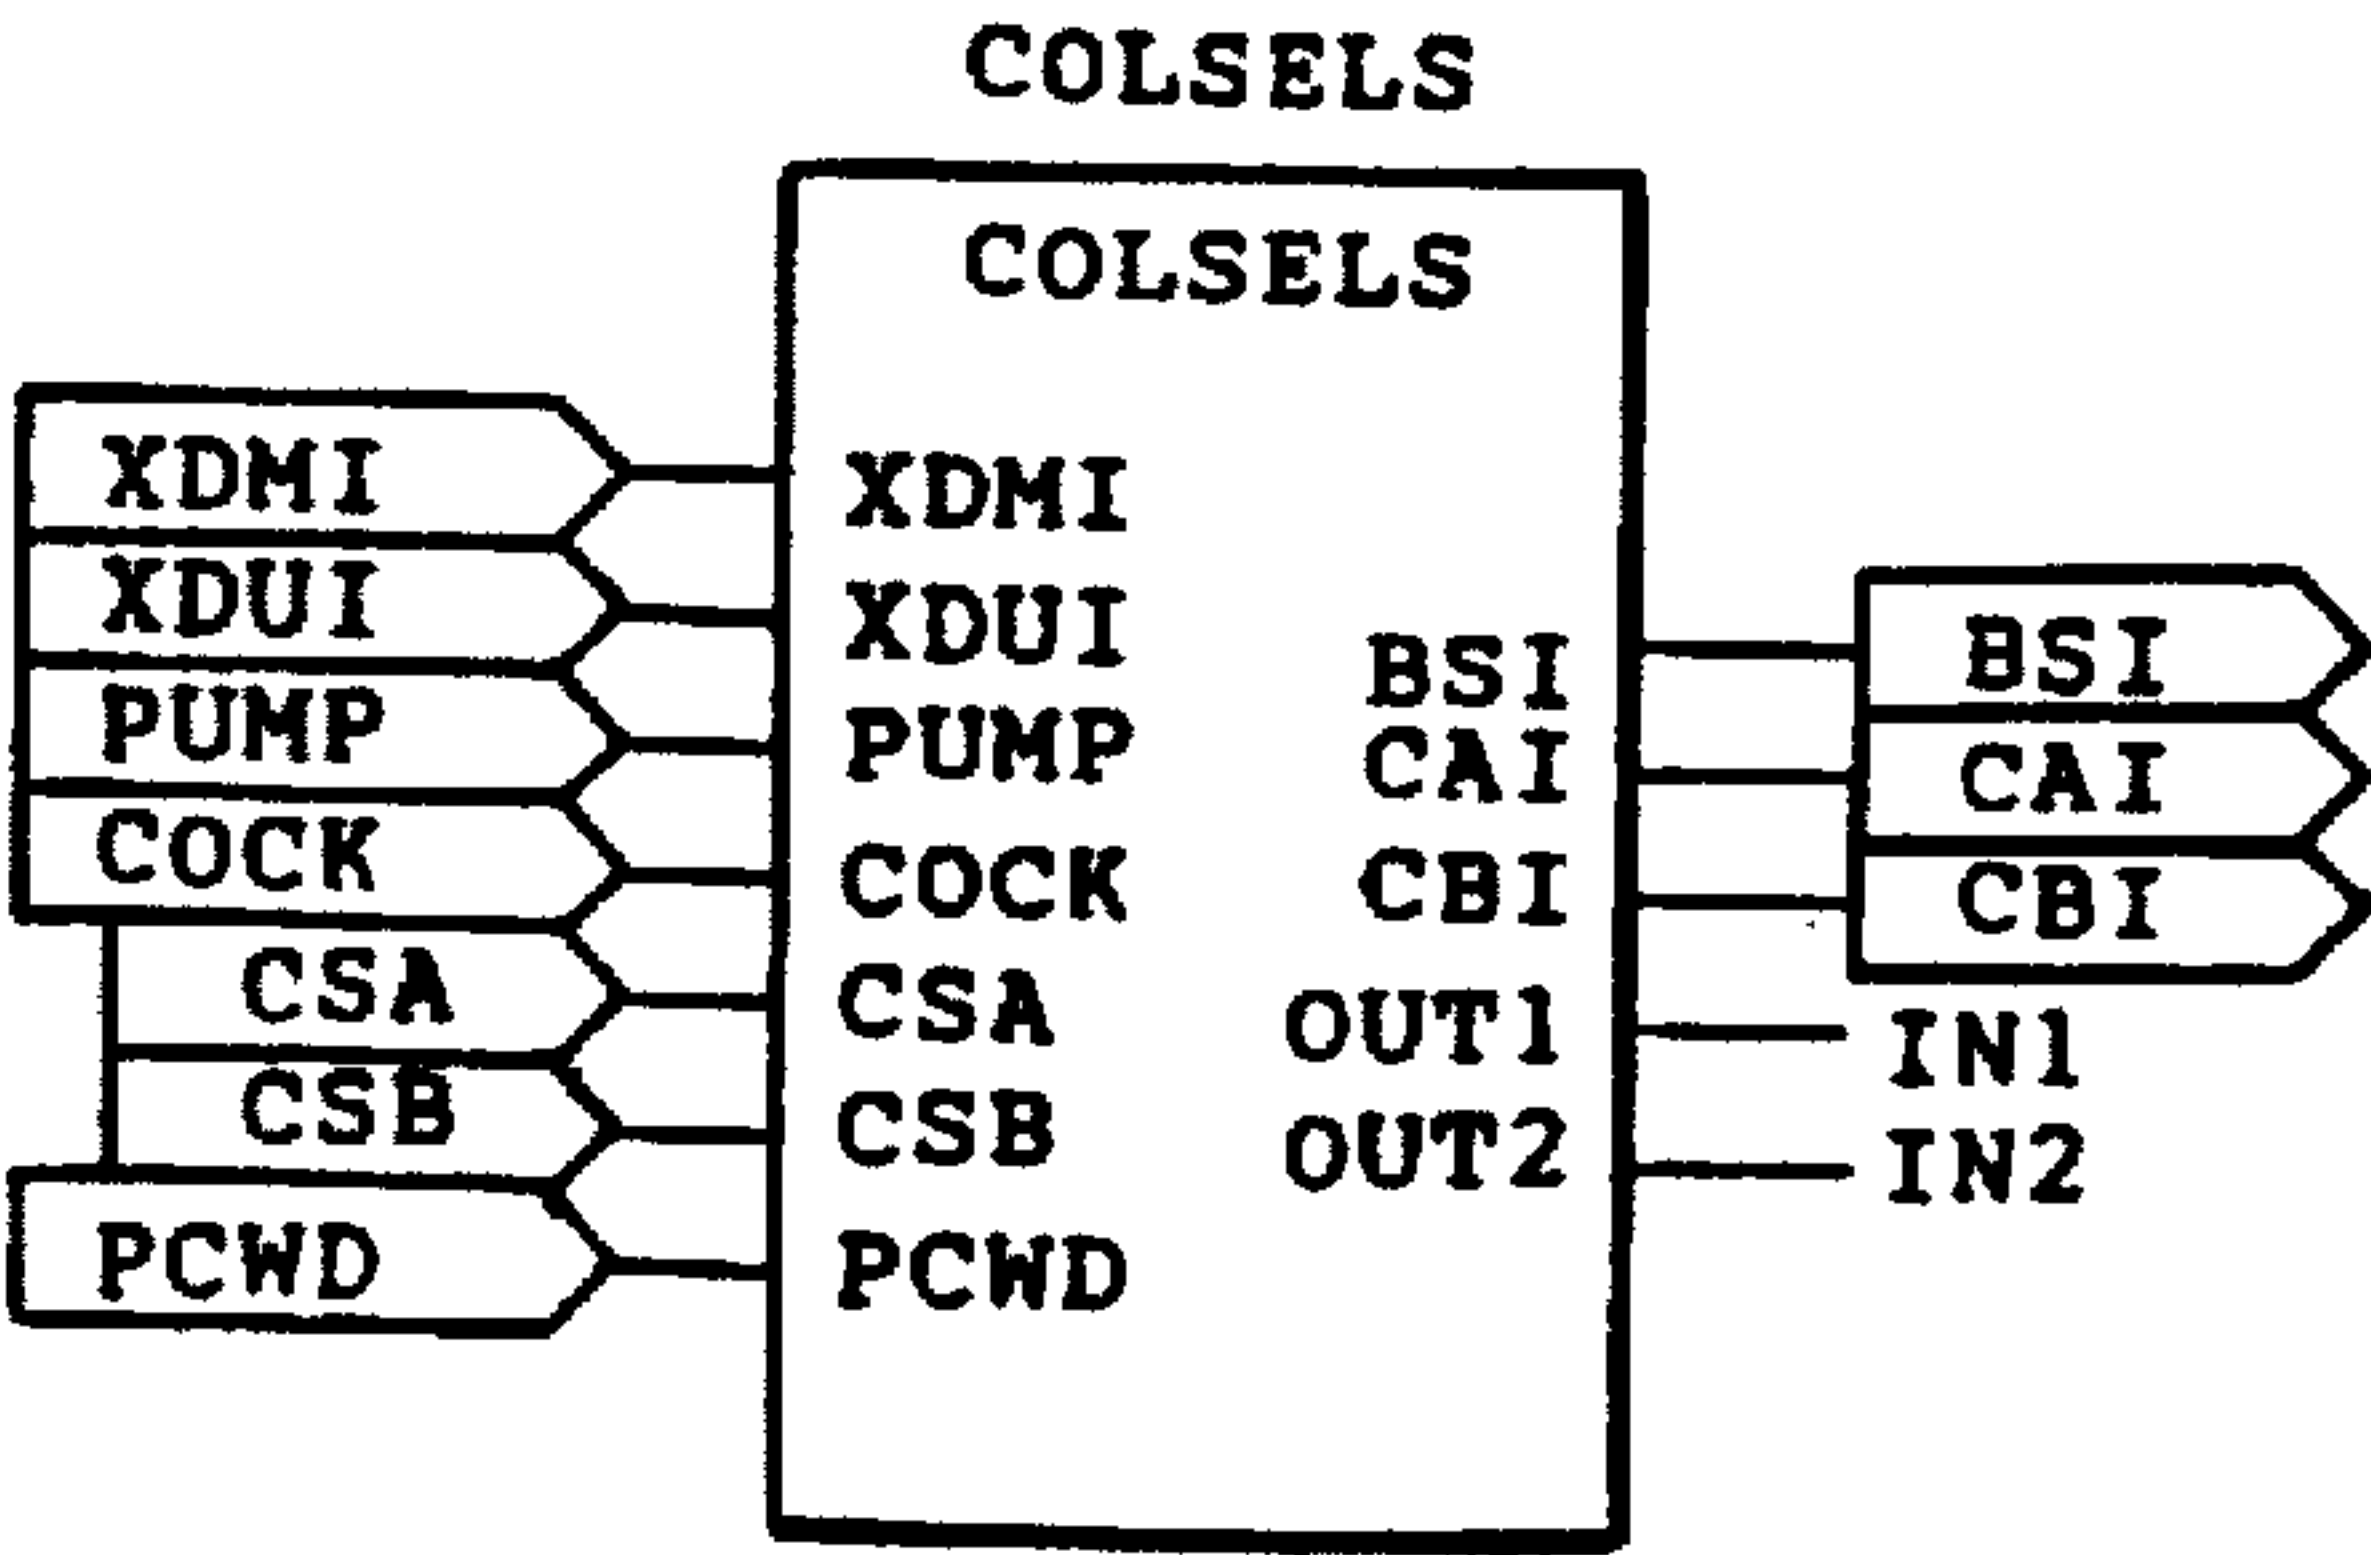 COLSELS
COLSELS
XDMI XDMI
XDUI XDUI BSI BSI
PUMP PUMP CAI CAI
COCK COCK CBI CBI
CSA CSA OUT1 IN1
CSB CSB OUT2 IN2
PCWD PCWD